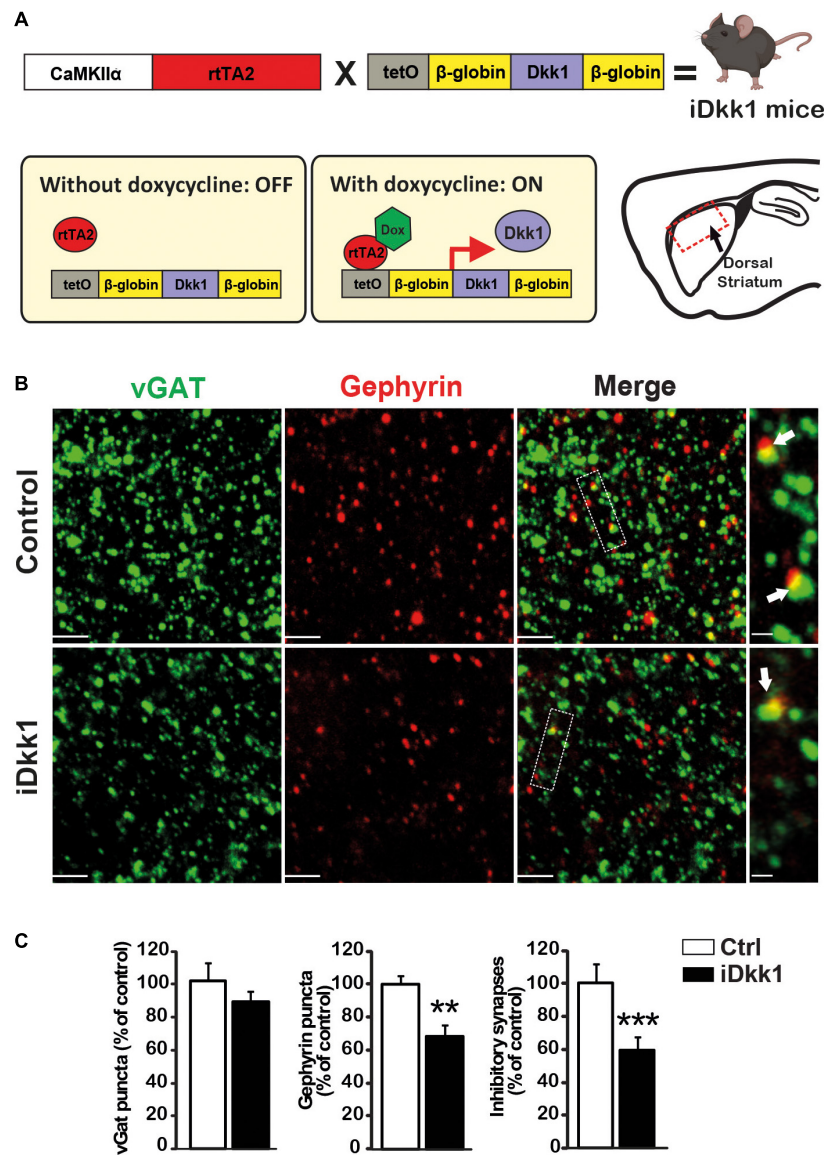 A
CaMKIIα rtTA2 X tetO β-globin Dkk1 β-globin =
iDkk1 mice
Without doxycycline: OFF
rtTA2
tetO β-globin Dkk1 β-globin
With doxycycline: ON
Dox
rtTA2
Dkk1
tetO β-globin Dkk1 β-globin
Dorsal
Striatum
B
vGAT Gephyrin Merge
Control
iDkk1
C
vGat puncta (% of control)
120
100
80
60
40
20
0
Gephyrin puncta
(% of control)
120
100
80
60
40
20
0
**
Inhibitory synapses
(% of control)
120
100
80
60
40
20
0
***
Ctrl
iDkk1